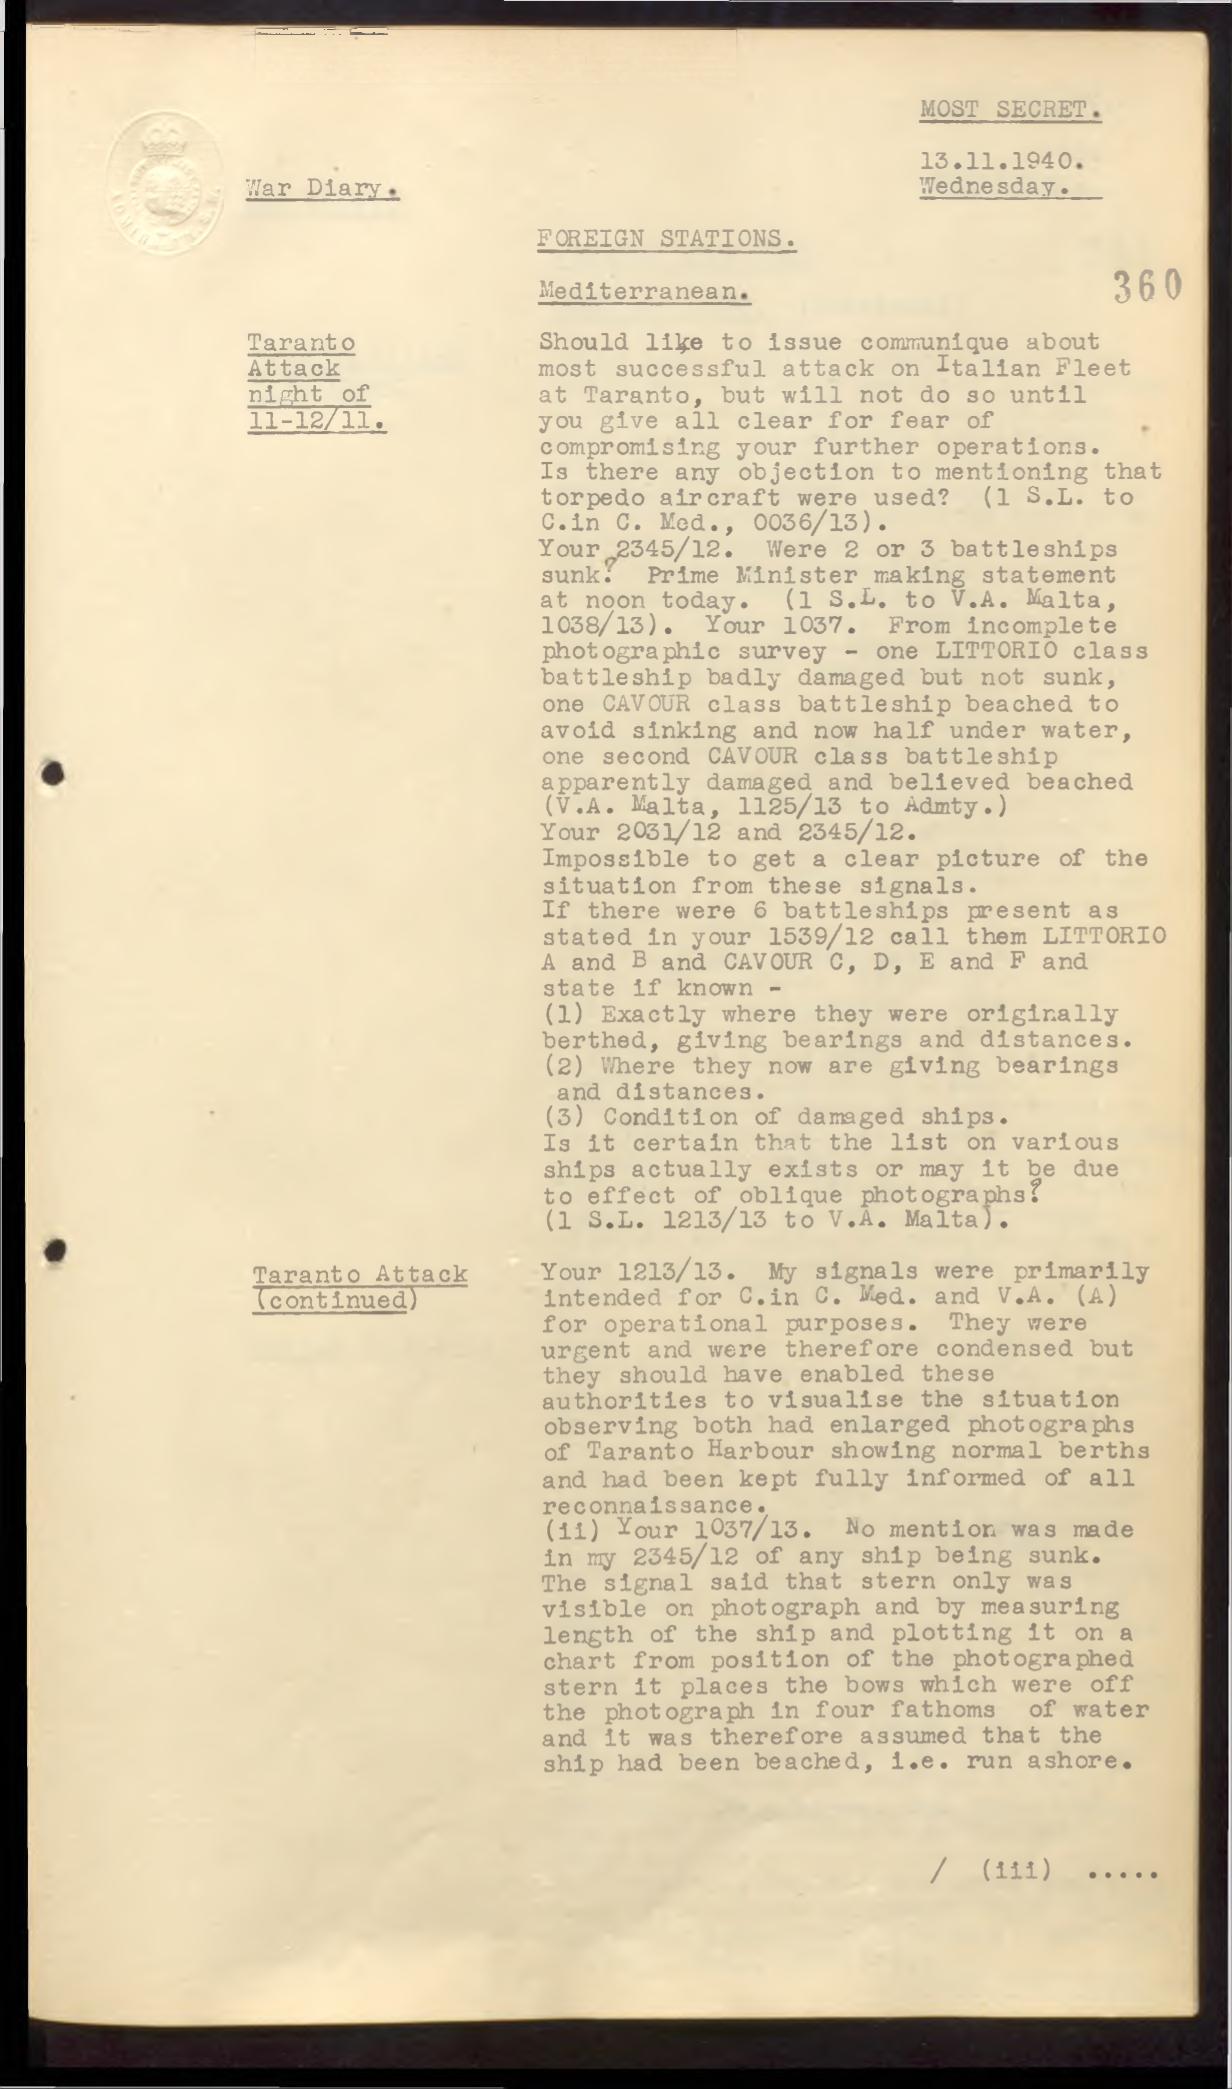 MOST SECRET.
13.11.1940.
Wednesday.
War Diary.
FOREIGN STATIONS.
Mediterranean.
360
Taranto
Attack
night of
11-12/11.
Should like to issue communique about
most successful attack on Italian Fleet
at Taranto, but will not do so until
you give all clear for fear of
compromising your further operations.
Is there any objection to mentioning that
torpedo aircraft were used? (1 S.L. to
C.in C. Med., 0036/13).
Your 2345/12. Were 2 or 3 battleships
sunk? Prime Minister making statement
at noon today. (1 S.L. to V.A. Malta,
1038/13). Your 1037. From incomplete
photographic survey - one LITTORIO class
battleship badly damaged but not sunk,
one CAVOUR class battleship beached to
avoid sinking and now half under water,
one second CAVOUR class battleship
apparently damaged and believed beached
(V.A. Malta, 1125/13 to Admty.)
Your 2031/12 and 2345/12.
Impossible to get a clear picture of the
situation from these signals.
If there were 6 battleships present as
stated in your 1539/12 call them LITTORIO
A and B and CAVOUR C, D, E and F and
state if known -
(1) Exactly where they were originally
berthed, giving bearings and distances.
(2) Where they now are giving bearings
and distances.
(3) Condition of damaged ships.
Is it certain that the list on various
ships actually exists or may it be due
to effect of oblique photographs?
(1 S.L. 1213/13 to V.A. Malta).
Taranto Attack
(continued)
Your 1213/13. My signals were primarily
intended for C.in C. Med. and V.A. (A)
for operational purposes. They were
urgent and were therefore condensed but
they should have enabled these
authorities to visualise the situation
observing both had enlarged photographs
of Taranto Harbour showing normal berths
and had been kept fully informed of all
reconnaissance.
(ii) Your 1037/13. No mention was made
in my 2345/12 of any ship being sunk.
The signal said that stern only was
visible on photograph and by measuring
length of the ship and plotting it on a
chart from position of the photographed
stern it places the bows which were off
the photograph in four fathoms of water
and it was therefore assumed that the
ship had been beached, i.e. run ashore.
/ (iii) .....